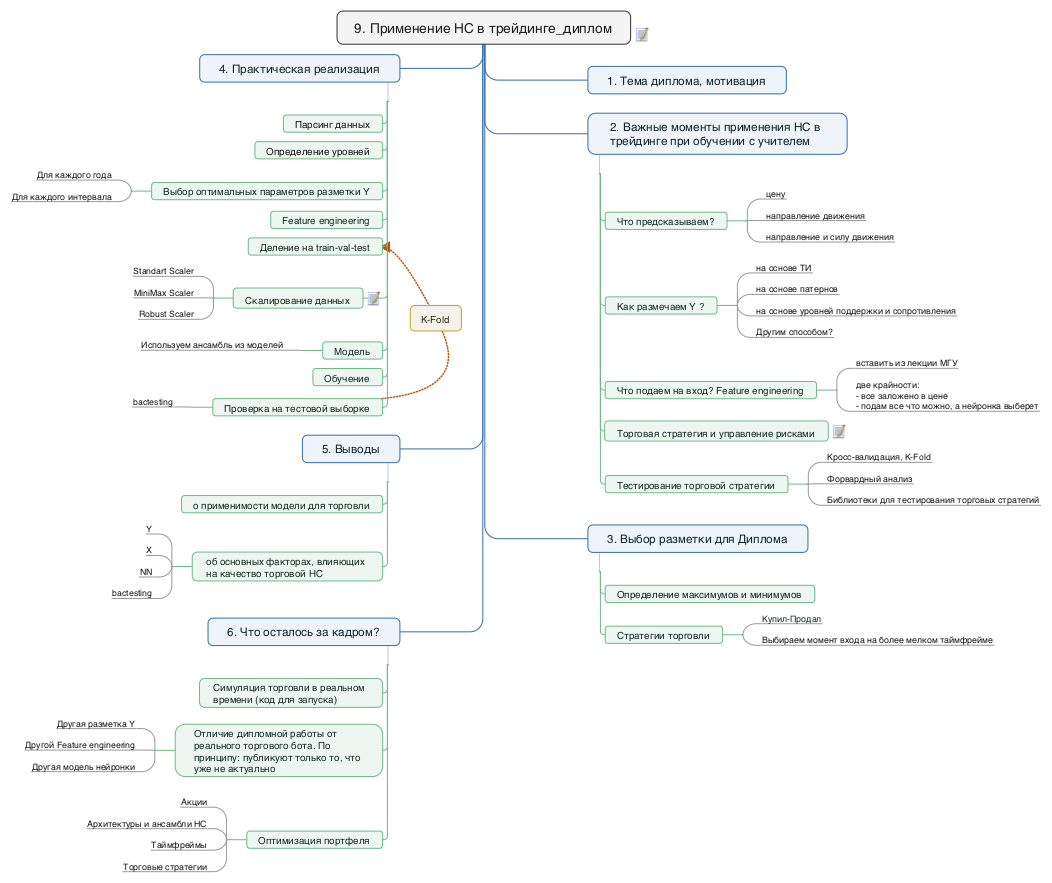 9. Применение НС в трейдинге_диплом
1. Тема диплома, мотивация
2. Важные моменты применения НС в
трейдинге при обучении с учителем
Что предсказываем?
цену
направление движения
направление и силу движения
Как размечаем Y ?
на основе ТИ
на основе патернов
на основе уровней поддержки и сопротивления
Другим способом?
Что подаем на вход? Feature engineering
вставить из лекции МГУ
две крайности:
- все заложено в цене
- подам все что можно, а нейронка выберет
Торговая стратегия и управление рисками
Тестирование торговой стратегии
Кросс-валидация, K-Fold
Форвардный анализ
Библиотеки для тестирования торговых стратегий
3. Выбор разметки для Диплома
Определение максимумов и минимумов
Стратегии торговли
Купил-Продал
Выбираем момент входа на более мелком таймфрейме
4. Практическая реализация
Парсинг данных
Определение уровней
Выбор оптимальных параметров разметки Y
Для каждого года
Для каждого интервала
Feature engineering
Деление на train-val-test
Скалирование данных
Standart Scaler
MiniMax Scaler
Robust Scaler
K-Fold
Модель
Используем ансамбль из моделей
Обучение
Проверка на тестовой выборке
bactesting
5. Выводы
о применимости модели для торговли
об основных факторах, влияющих
на качество торговой НС
Y
X
NN
bactesting
6. Что осталось за кадром?
Симуляция торговли в реальном
времени (код для запуска)
Отличие дипломной работы от
реального торгового бота. По
принципу: публикуют только то, что
уже не актуально
Другая разметка Y
Другой Feature engineering
Другая модель нейронки
Оптимизация портфеля
Акции
Архитектуры и ансамбли НС
Таймфреймы
Торговые стратегии